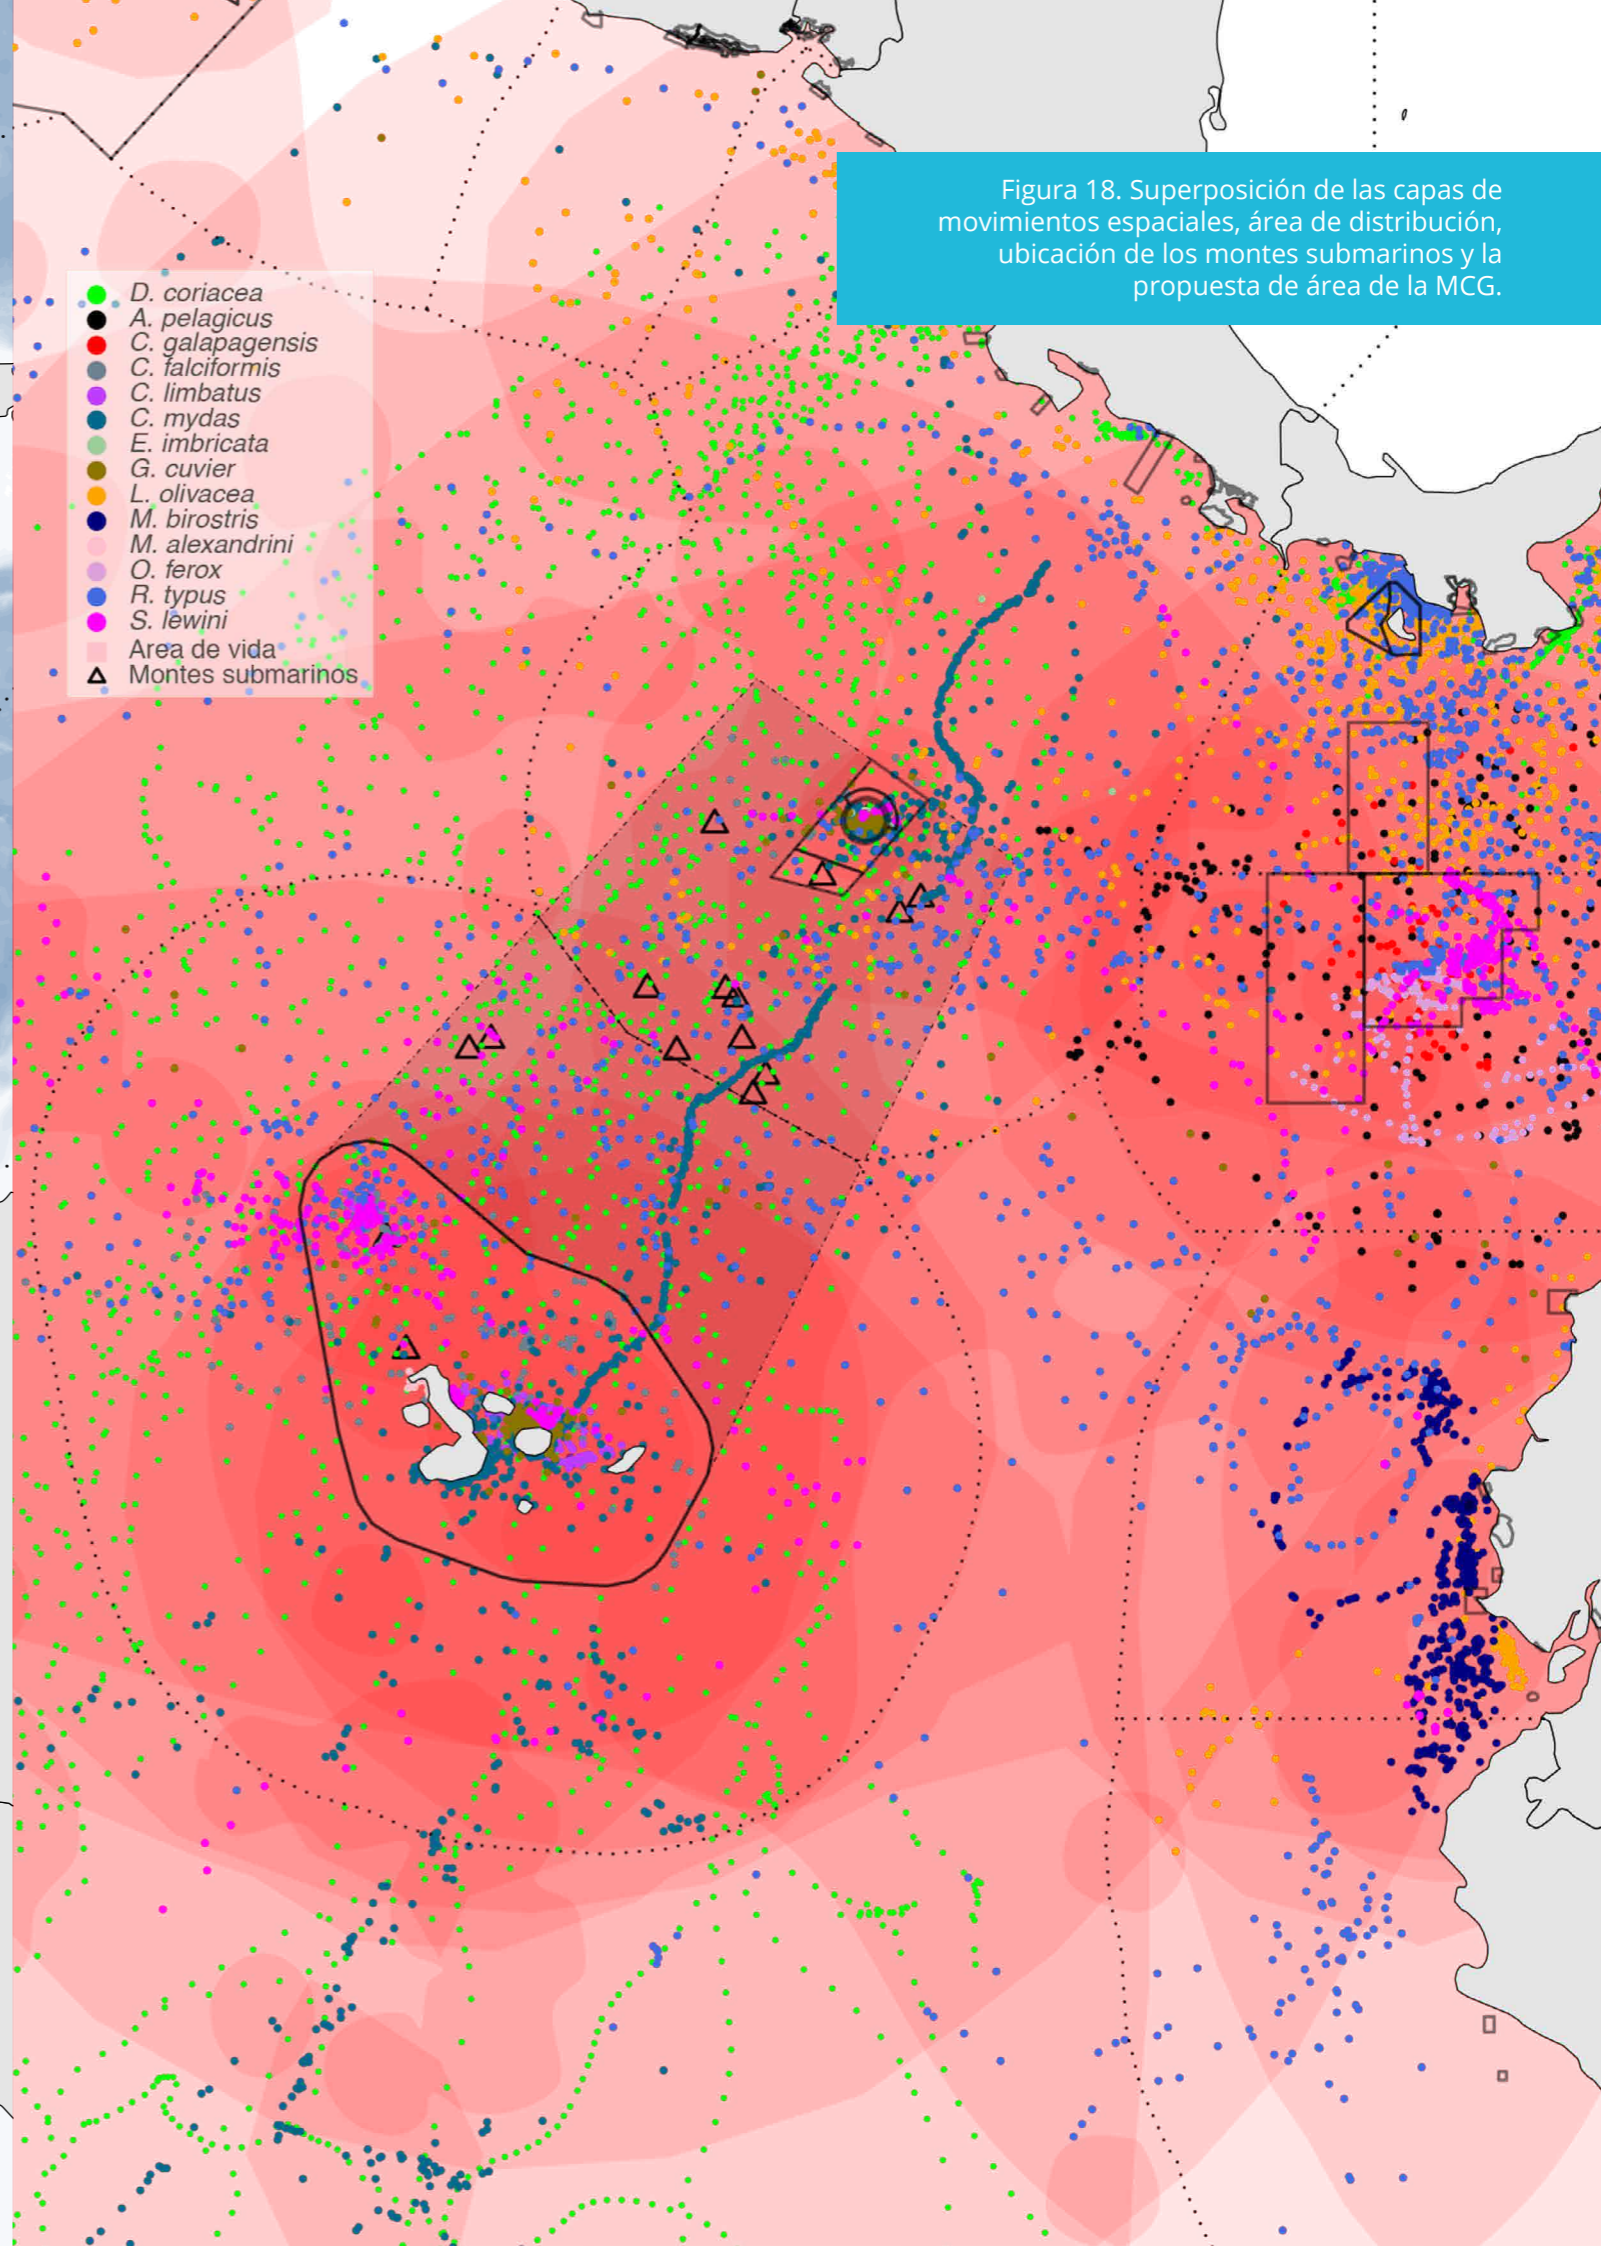 Figura 18. Superposición de las capas de
movimientos espaciales, área de distribución,
ubicación de los montes submarinos y la
propuesta de área de la MCG.
D. coriacea
A. pelagicus
C. galapagensis
C. falciformis
C. limbatus
C. mydas
E. imbricata
G. cuvier
L. olivacea
M. birostris
M. alexandrini
O. ferox
R. typus
S. lewini
Area de vida
Montes submarinos